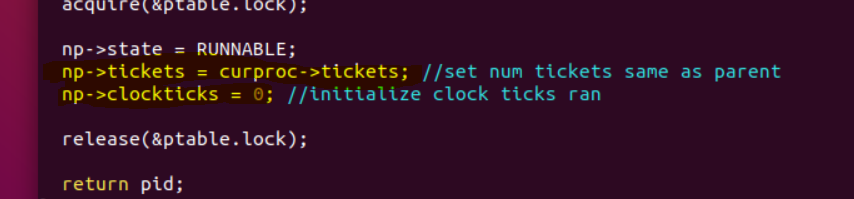 acquire(&ptable.lock);
np->state = RUNNABLE;
np->tickets = curproc->tickets; //set num tickets same as parent
np->clockticks = 0; //initialize clock ticks ran
release(&ptable.lock);
return pid;